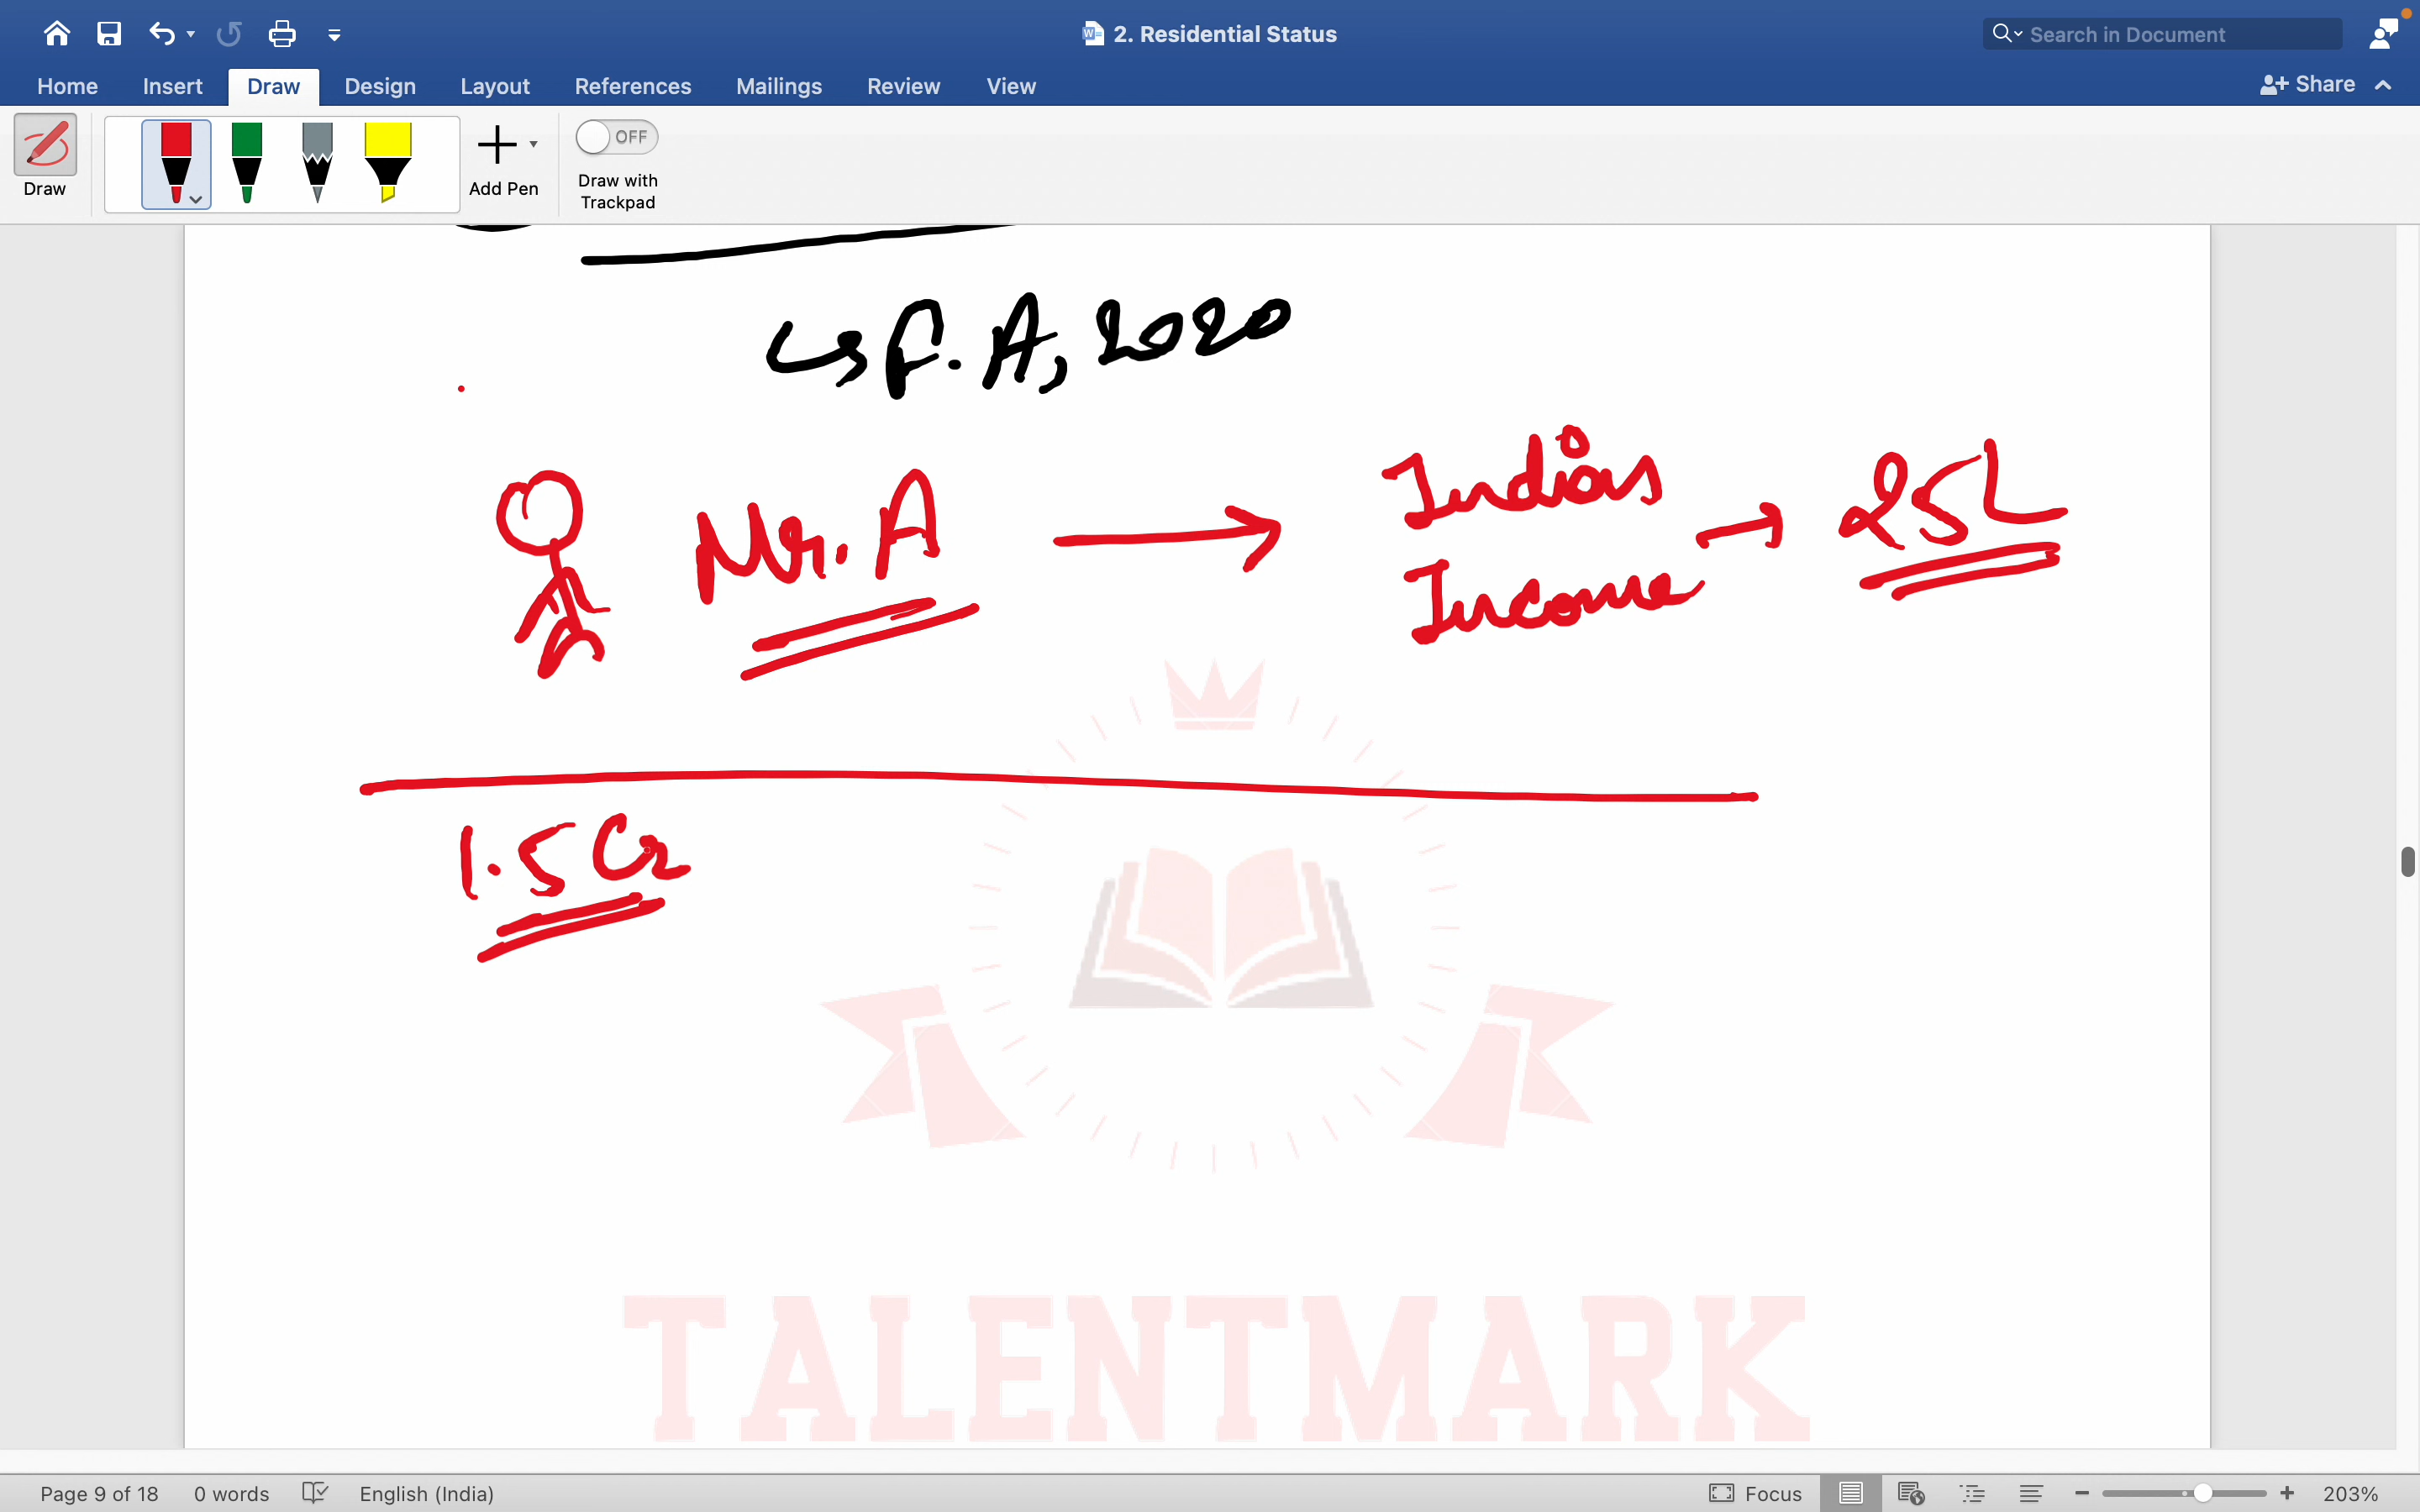 2. Residential Status
Search in Document
Home Insert Draw Design Layout References Mailings Review View
Share
Draw
Add Pen
OFF
Draw with
Trackpad
↳ F. A, 2020
Mr. A → Indian → 25L
Income
1.5 Cr
TALENTMARK
Page 9 of 18 0 words English (India) Focus 203%